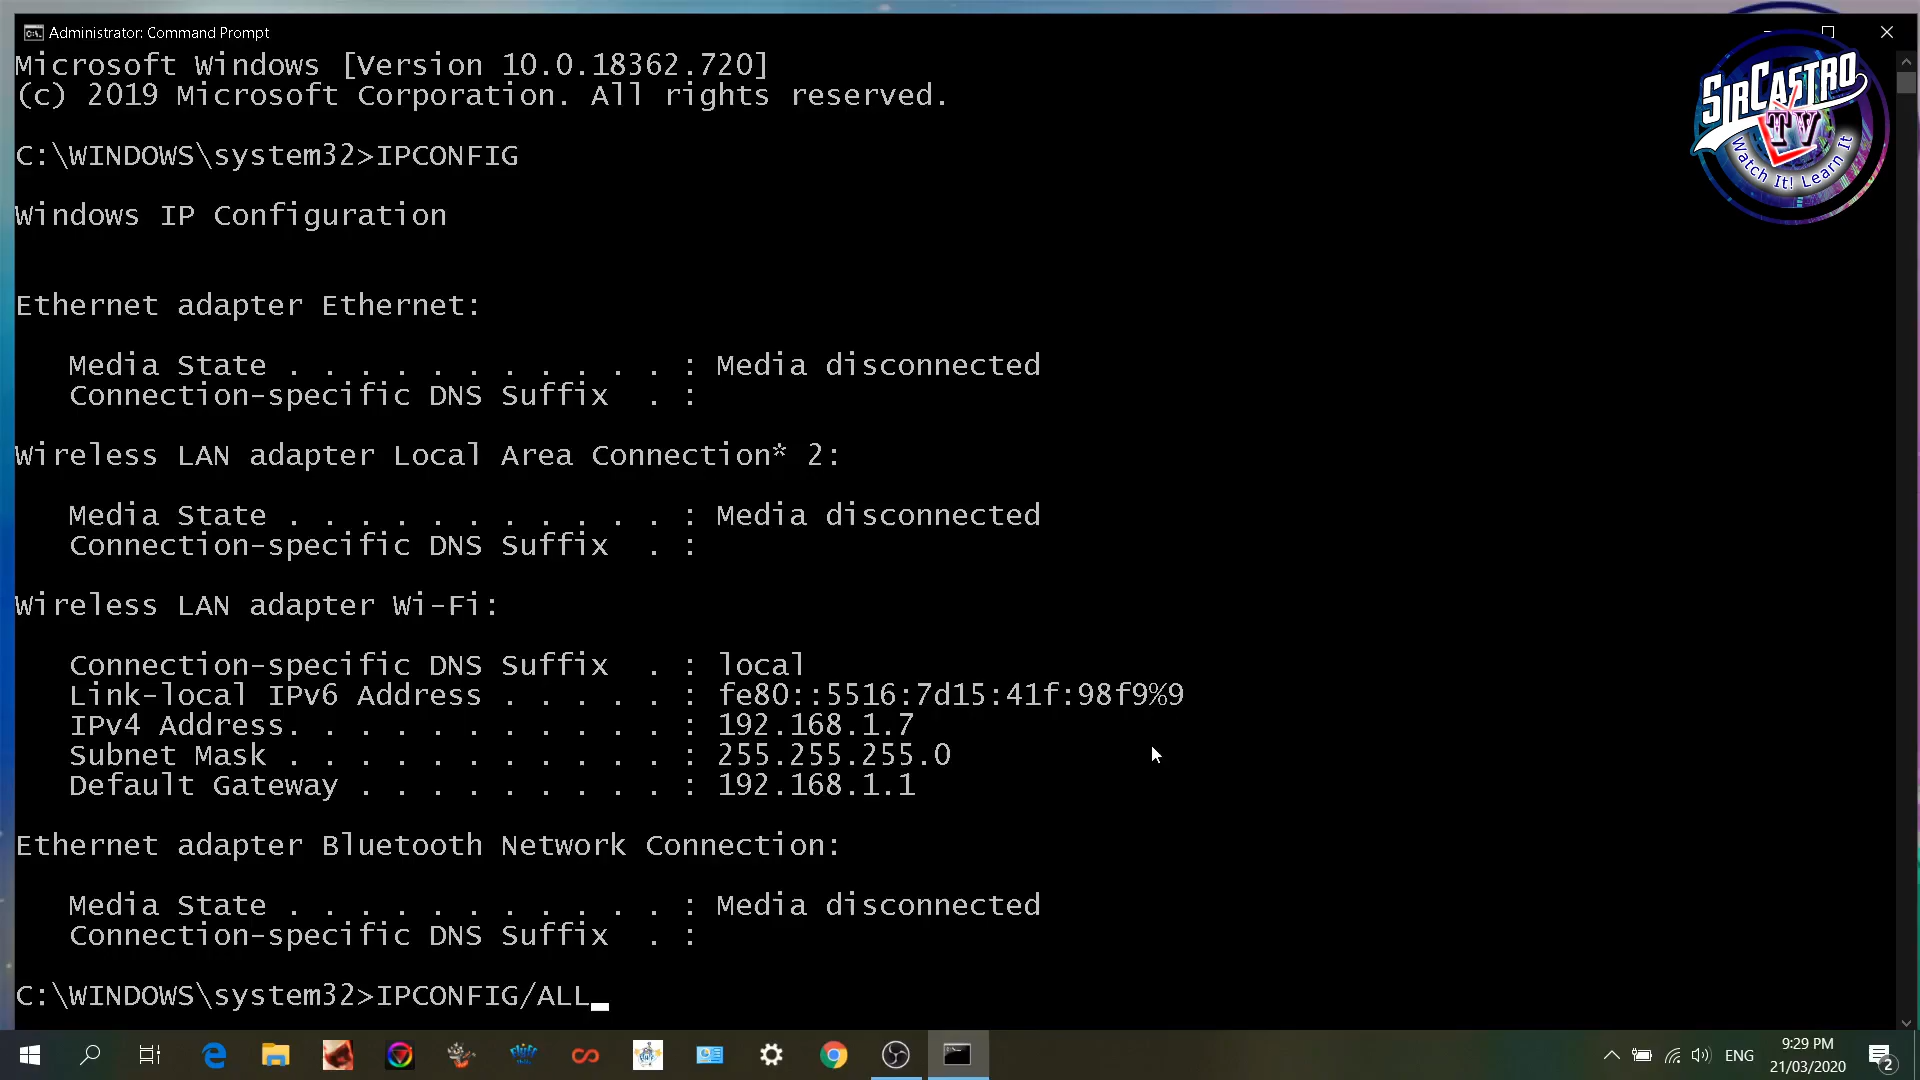 Administrator: Command Prompt
Microsoft Windows [Version 10.0.18362.720]
(c) 2019 Microsoft Corporation. All rights reserved.
C:\WINDOWS\system32>IPCONFIG
Windows IP Configuration
Ethernet adapter Ethernet:
Media State . . . . . . . . . . . : Media disconnected
Connection-specific DNS Suffix  . :
Wireless LAN adapter Local Area Connection* 2:
Media State . . . . . . . . . . . : Media disconnected
Connection-specific DNS Suffix  . :
Wireless LAN adapter Wi-Fi:
Connection-specific DNS Suffix  . : local
Link-local IPv6 Address . . . . . : fe80::5516:7d15:41f:98f9%9
IPv4 Address. . . . . . . . . . . : 192.168.1.7
Subnet Mask . . . . . . . . . . . : 255.255.255.0
Default Gateway . . . . . . . . . : 192.168.1.1
Ethernet adapter Bluetooth Network Connection:
Media State . . . . . . . . . . . : Media disconnected
Connection-specific DNS Suffix  . :
C:\WINDOWS\system32>IPCONFIG/ALL
SIRCASTRO
TV
Watch It! Learn It
ENG
9:29 PM
21/03/2020
2